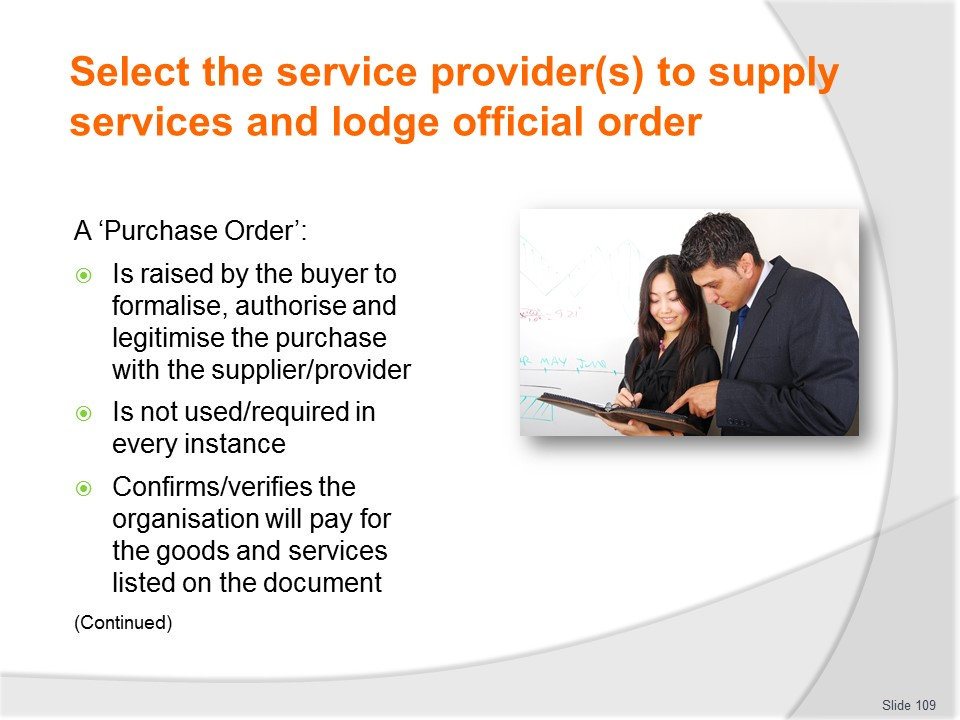 Select the service provider(s) to supply
services and lodge official order
A ‘Purchase Order’:
Is raised by the buyer to
formalise, authorise and
legitimise the purchase
with the supplier/provider
Is not used/required in
every instance
Confirms/verifies the
organisation will pay for
the goods and services
listed on the document
(Continued)
MAY JUNE
Slide 109